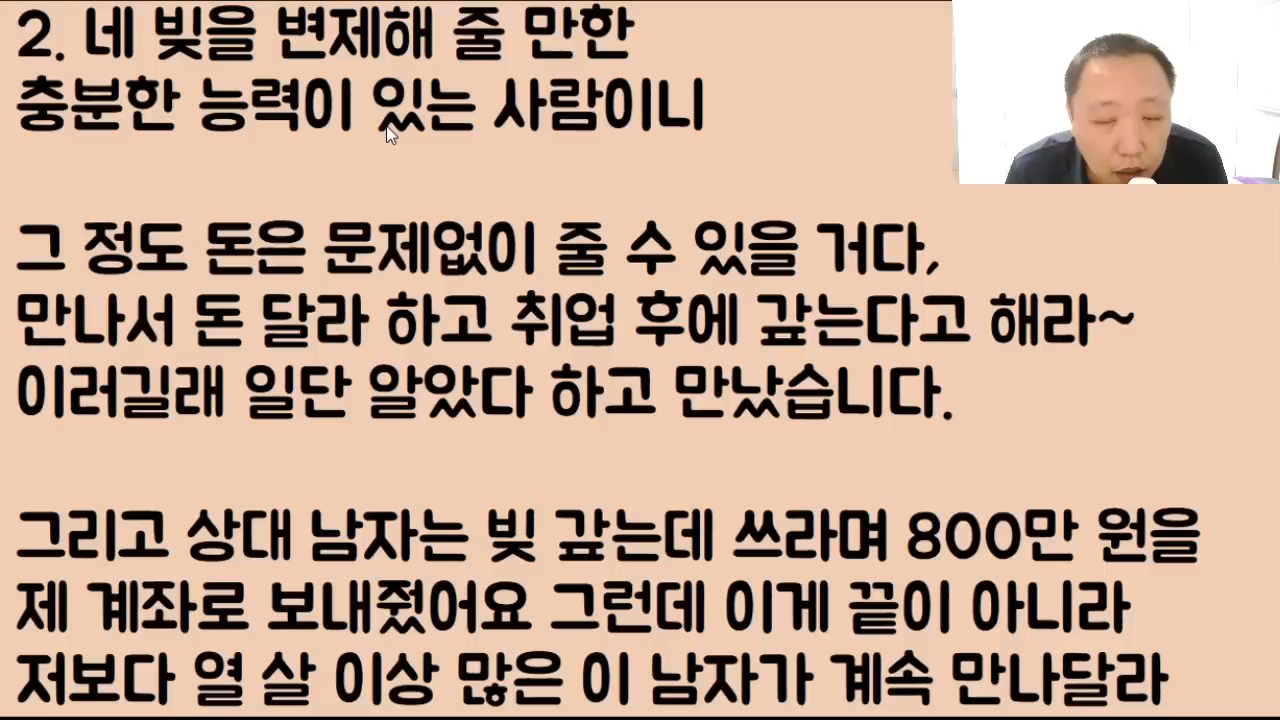 2. 네 빚을 변제해 줄 만한
충분한 능력이 있는 사람이니
그 정도 돈은 문제없이 줄 수 있을 거다,
만나서 돈 달라 하고 취업 후에 갚는다고 해라~
이러길래 일단 알았다 하고 만났습니다.
그리고 상대 남자는 빚 갚는데 쓰라며 800만 원을
제 계좌로 보내줬어요 그런데 이게 끝이 아니라
저보다 열 살 이상 많은 이 남자가 계속 만나달라